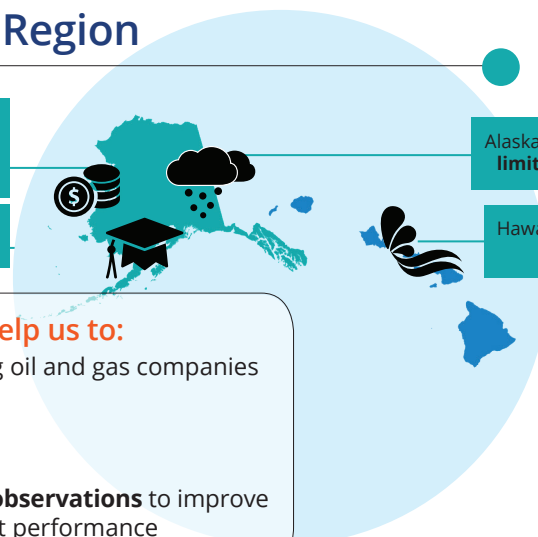 Region
$
Alaska
limit
Hawa
elp us to:
g oil and gas companies
observations to improve
t performance